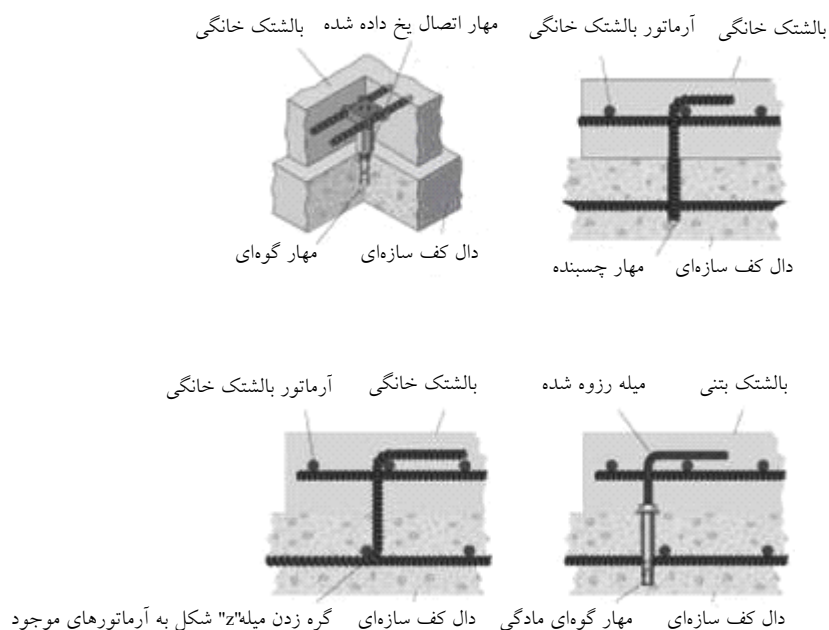 بالشتک خانگی آرماتور بالشتک خانگی مهار اتصال یخ داده شده بالشتک خانگی
دال کف سازه‌ای مهار چسبنده دال کف سازه‌ای مهار گوه‌ای
بالشتک بتنی میله رزوه شده بالشتک خانگی آرماتور بالشتک خانگی
دال کف سازه‌ای مهار گوه‌ای مادگی دال کف سازه‌ای گره زدن میله"z" شکل به آرماتورهای موجود